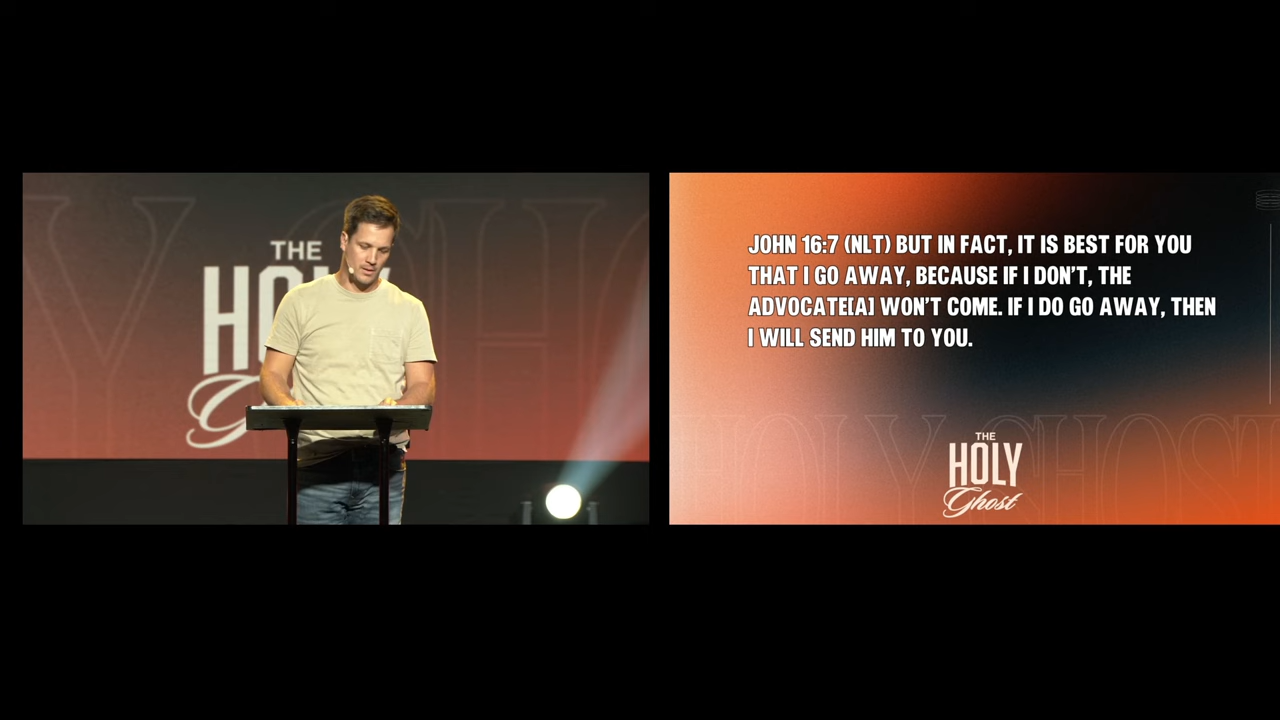 THE
HOLY
G
JOHN 16:7 (NLT) BUT IN FACT, IT IS BEST FOR YOU
THAT I GO AWAY, BECAUSE IF I DON'T, THE
ADVOCATE[A] WON'T COME. IF I DO GO AWAY, THEN
I WILL SEND HIM TO YOU.
HOLY GHOST
THE
HOLY
Ghost